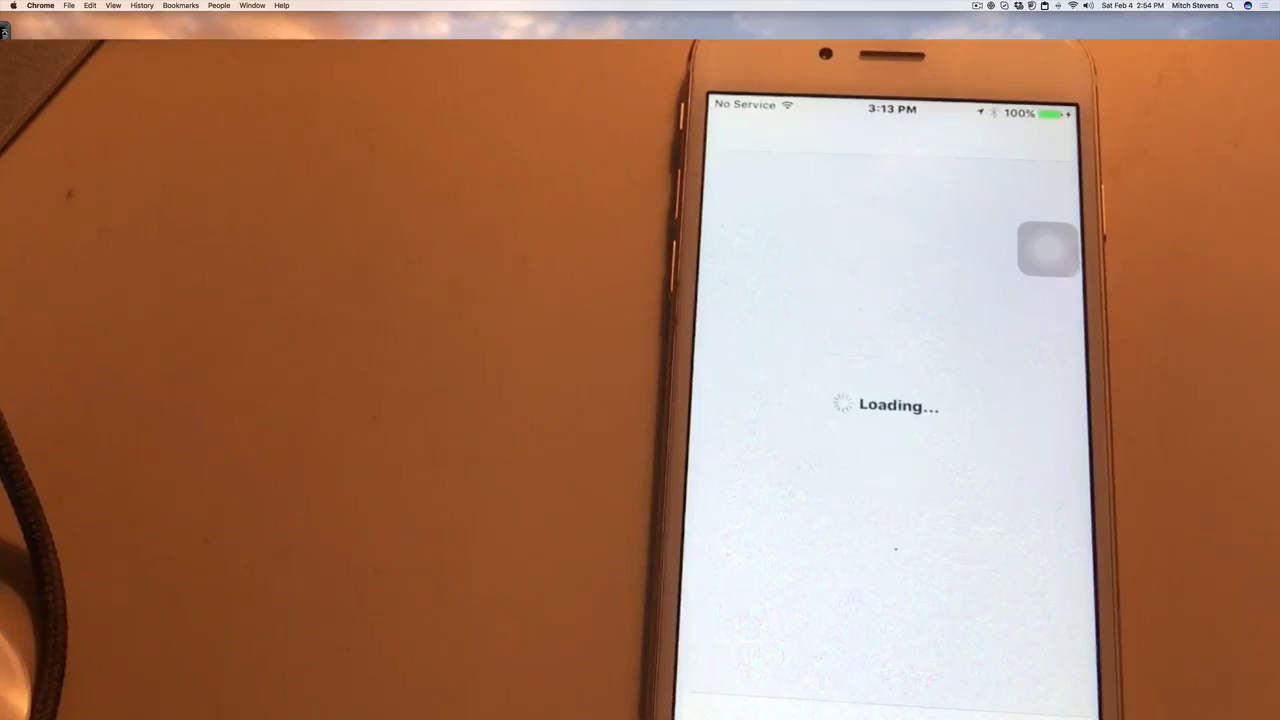 Chrome File Edit View History Bookmarks People Window Help Sat Feb 4 2:54 PM Mitch Stevens
No Service 3:13 PM 100%
Loading...